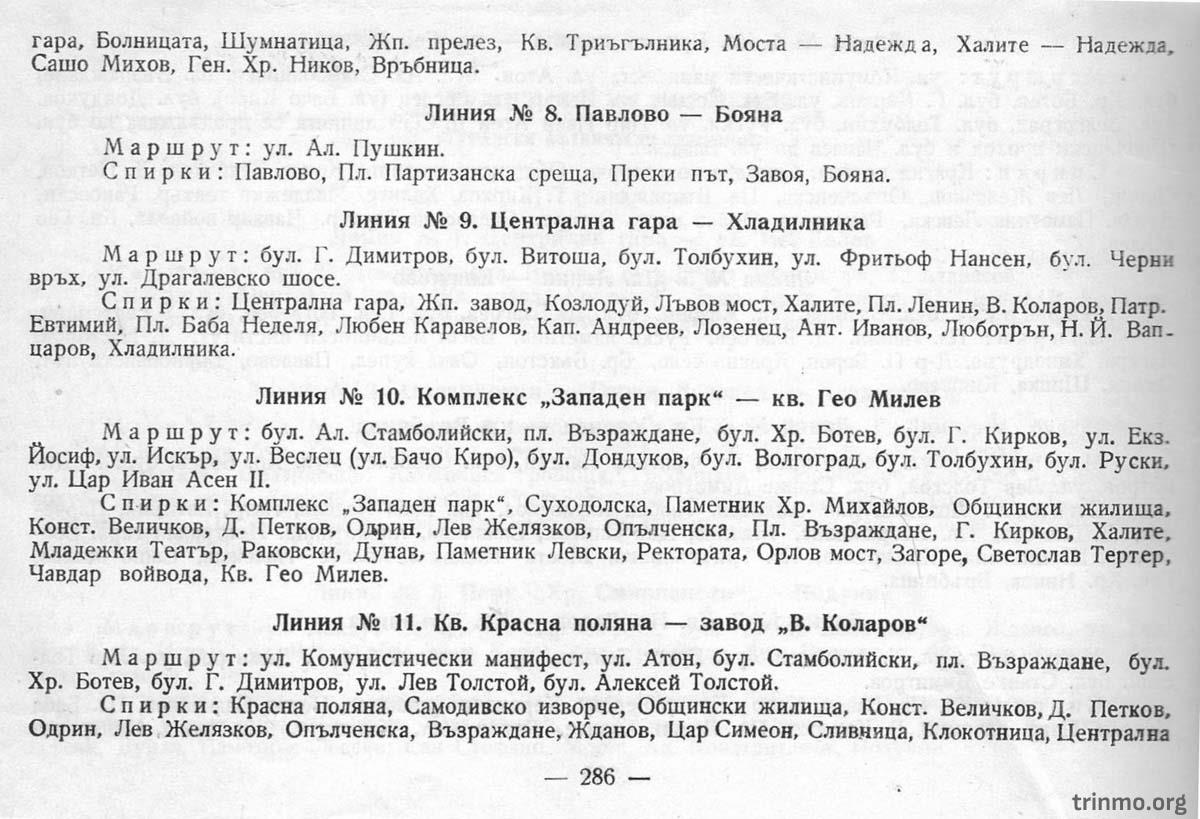 гара, Болницата, Шумнатица, Жп. прелез, Кв. Триъгълника, Моста — Надежда, Халите — Надежда,
Сашо Михов, Ген. Хр. Ников, Връбница.
Линия № 8. Павлово — Бояна
Маршрут: ул. Ал. Пушкин.
Спирки: Павлово, Пл. Партизанска среща, Преки път, Завоя, Бояна.
Линия № 9. Централна гара — Хладилника
Маршрут: бул. Г. Димитров, бул. Витоша, бул. Толбухин, ул. Фритьоф Нансен, бул. Черни
връх, ул. Драгалевско шосе.
Спирки: Централна гара, Жп. завод, Козлодуй, Лъвов мост, Халите, Пл. Ленин, В. Коларов, Патр.
Евтимий, Пл. Баба Неделя, Любен Каравелов, Кап. Андреев, Лозенец, Ант. Иванов, Люботрън, Н. Й. Вап-
царов, Хладилника.
Линия № 10. Комплекс „Западен парк“ — кв. Гео Милев
Маршрут: бул. Ал. Стамболийски, пл. Възраждане, бул. Хр. Ботев, бул. Г. Кирков, ул. Екз.
Йосиф, ул. Искър, ул. Веслец (ул. Бачо Киро), бул. Дондуков, бул. Волгоград, бул. Толбухин, бул. Руски,
ул. Цар Иван Асен II.
Спирки: Комплекс „Западен парк“, Суходолска, Паметник Хр. Михайлов, Общински жилища,
Конст. Величков, Д. Петков, Одрин, Лев Желязков, Опълченска, Пл. Възраждане, Г. Кирков, Халите,
Младежки Театър, Раковски, Дунав, Паметник Левски, Ректората, Орлов мост, Загоре, Светослав Тертер,
Чавдар войвода, Кв. Гео Милев.
Линия № 11. Кв. Красна поляна — завод „В. Коларов“
Маршрут: ул. Комунистически манифест, ул. Атон, бул. Стамболийски, пл. Възраждане, бул.
Хр. Ботев, бул. Г. Димитров, ул. Лев Толстой, бул. Алексей Толстой.
Спирки: Красна поляна, Самодивско изворче, Общински жилища, Конст. Величков, Д. Петков,
Одрин, Лев Желязков, Опълченска, Възраждане, Жданов, Цар Симеон, Сливница, Клокотница, Централна
— 286 —
trinmo.org